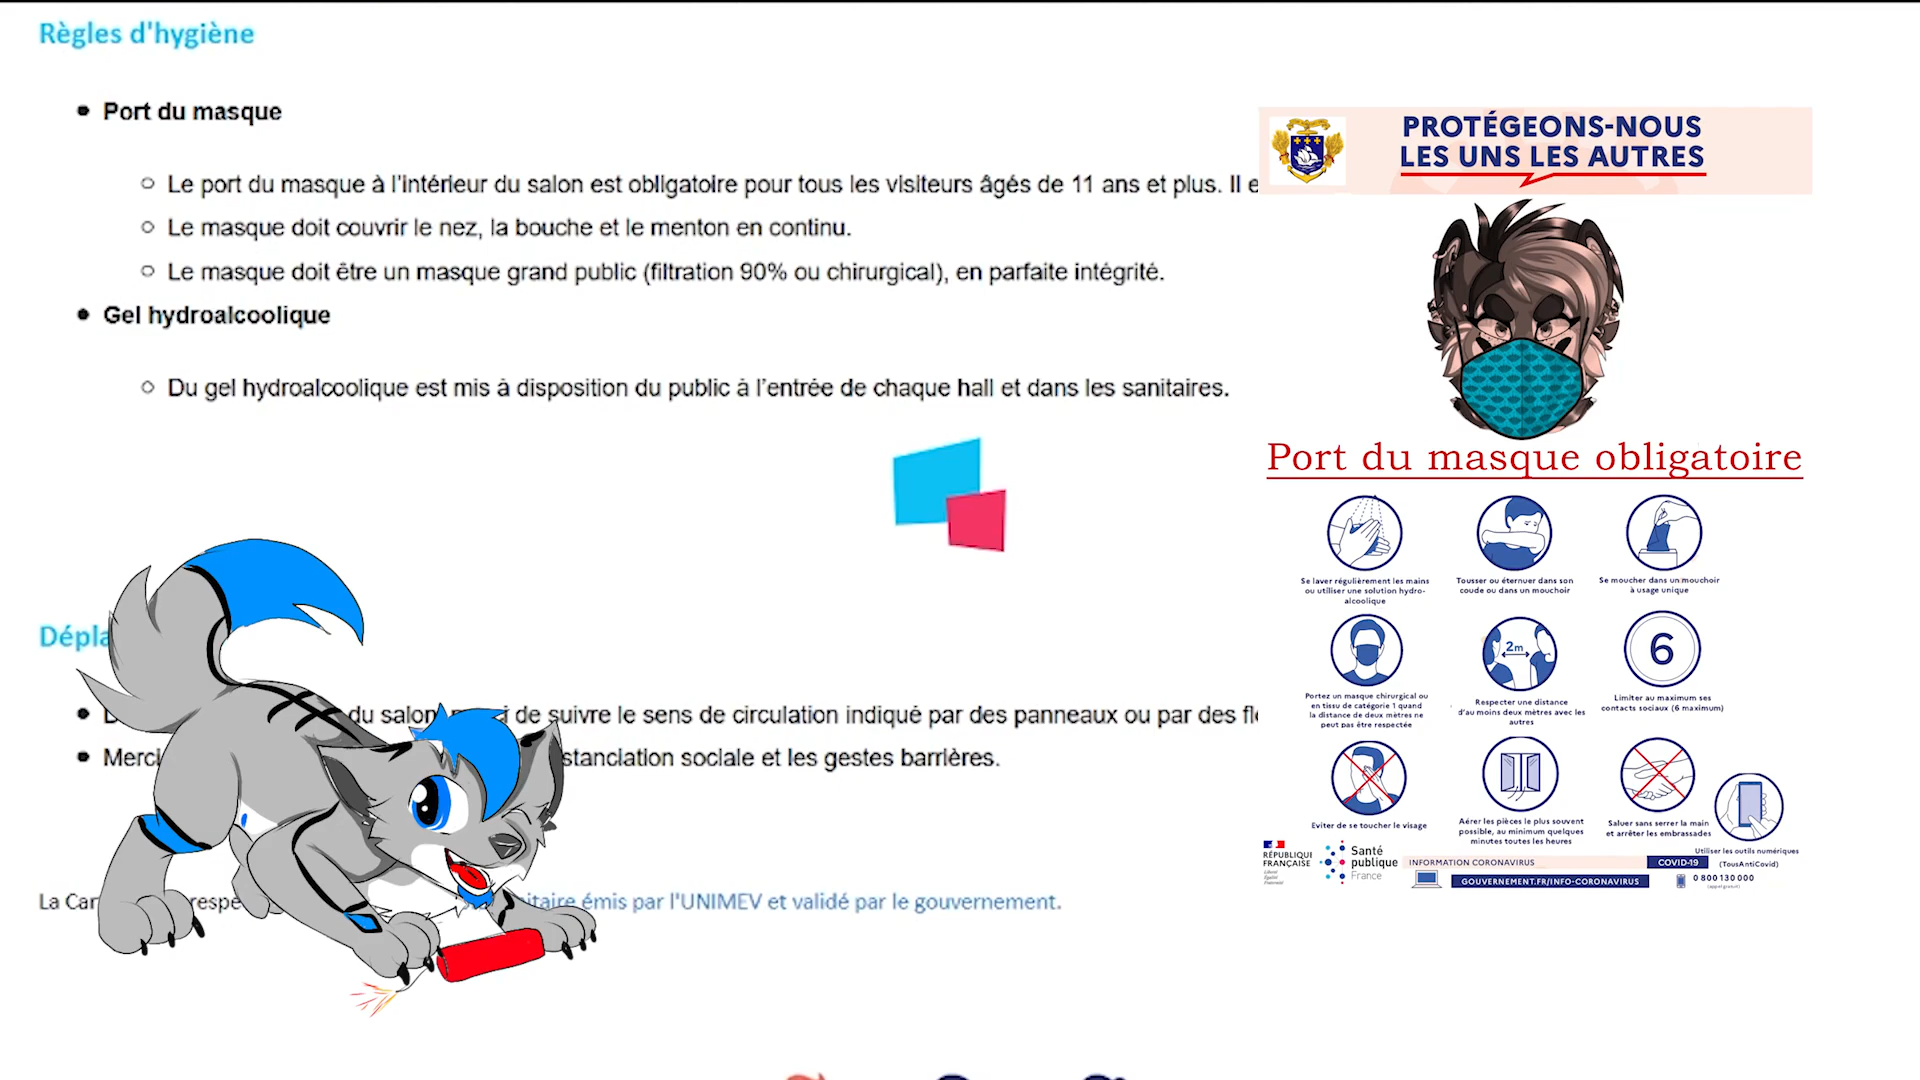 Règles d'hygiène
Port du masque
Le port du masque à l'intérieur du salon est obligatoire pour tous les visiteurs âgés de 11 ans et plus. Il e
Le masque doit couvrir le nez, la bouche et le menton en continu.
Le masque doit être un masque grand public (filtration 90% ou chirurgical), en parfaite intégrité.
Gel hydroalcoolique
Du gel hydroalcoolique est mis à disposition du public à l'entrée de chaque hall et dans les sanitaires.
Dépla
du salon de suivre le sens de circulation indiqué par des panneaux ou par des flè
Merci stanciation sociale et les gestes barrières.
La Car respe itaire émis par l'UNIMEV et validé par le gouvernement.
PROTÉGEONS-NOUS
LES UNS LES AUTRES
Port du masque obligatoire
Se laver régulièrement les mains
ou utiliser une solution hydro-
alcoolique
Tousser ou éternuer dans son
coude ou dans un mouchoir
Se moucher dans un mouchoir
à usage unique
Portez un masque chirurgical ou
en tissu de catégorie 1 quand
la distance de deux mètres ne
peut pas être respectée
2m
Respecter une distance
d'au moins deux mètres avec les
autres
6
Limiter au maximum ses
contacts sociaux (6 maximum)
Eviter de se toucher le visage
Aérer les pièces le plus souvent
possible, au minimum quelques
minutes toutes les heures
Saluer sans serrer la main
et arrêter les embrassades
Utiliser les outils numériques
(TousAntiCovid)
RÉPUBLIQUE
FRANÇAISE
Liberté
Égalité
Fraternité
Santé
publique
France
INFORMATION CORONAVIRUS
COVID-19
GOUVERNEMENT.FR/INFO-CORONAVIRUS
0 800 130 000
(appel gratuit)